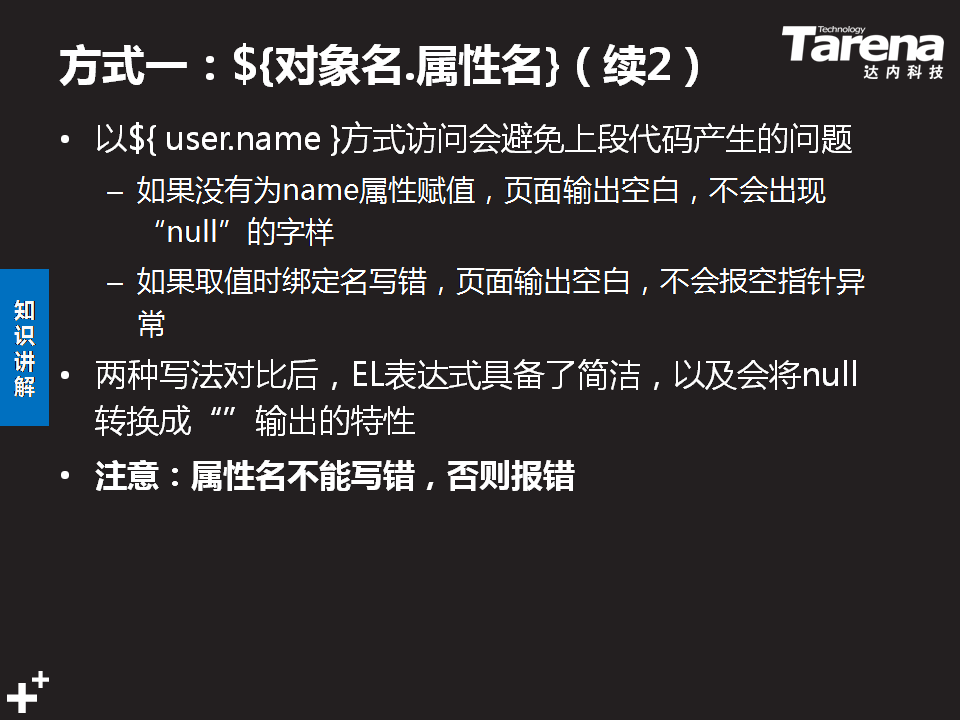 方式一：${对象名.属性名}（续2）
Technology
Tarena
达内科技
• 以${ user.name }方式访问会避免上段代码产生的问题
– 如果没有为name属性赋值，页面输出空白，不会出现
“null”的字样
– 如果取值时绑定名写错，页面输出空白，不会报空指针异
常
知识讲解
• 两种写法对比后，EL表达式具备了简洁，以及会将null
转换成“”输出的特性
• 注意：属性名不能写错，否则报错